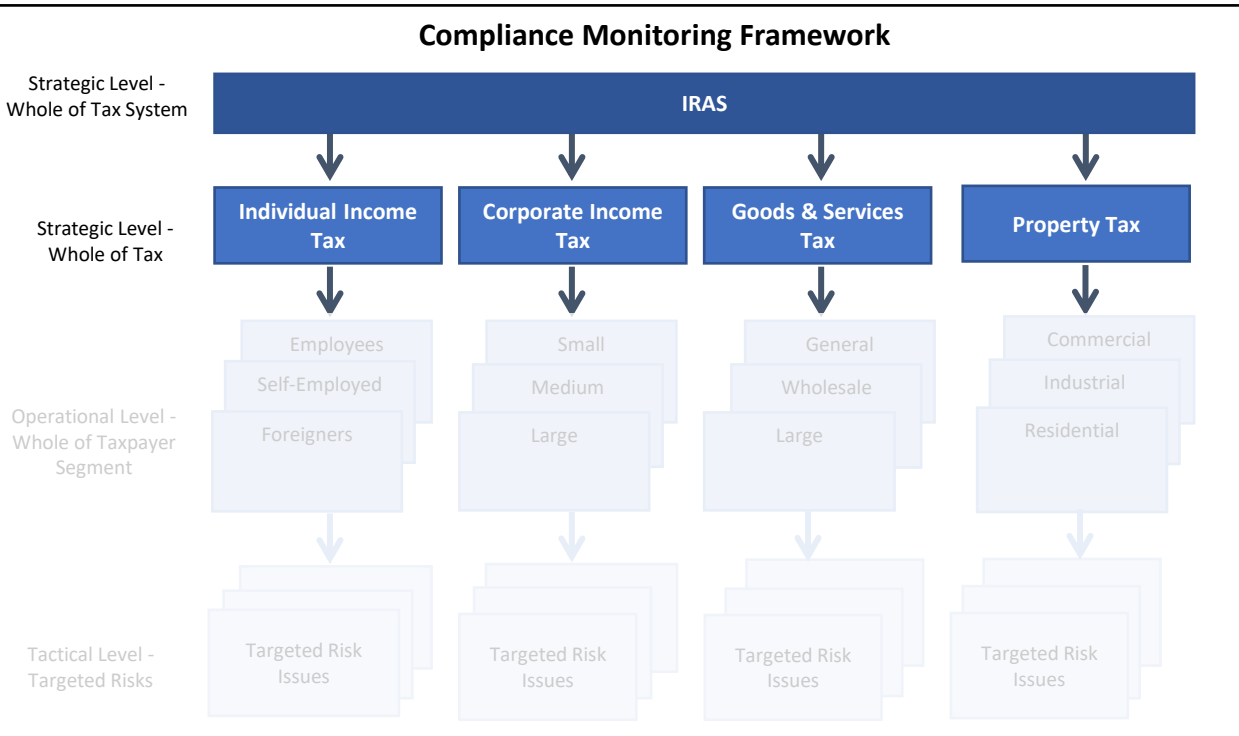 Compliance Monitoring Framework
Strategic Level -
Whole of Tax System
IRAS
Strategic Level -
Whole of Tax
Individual Income
Tax
Corporate Income
Tax
Goods & Services
Tax
Property Tax
Operational Level -
Whole of Taxpayer
Segment
Employees
Self-Employed
Foreigners
Small
Medium
Large
General
Wholesale
Large
Commercial
Industrial
Residential
Tactical Level -
Targeted Risks
Targeted Risk
Issues
Targeted Risk
Issues
Targeted Risk
Issues
Targeted Risk
Issues